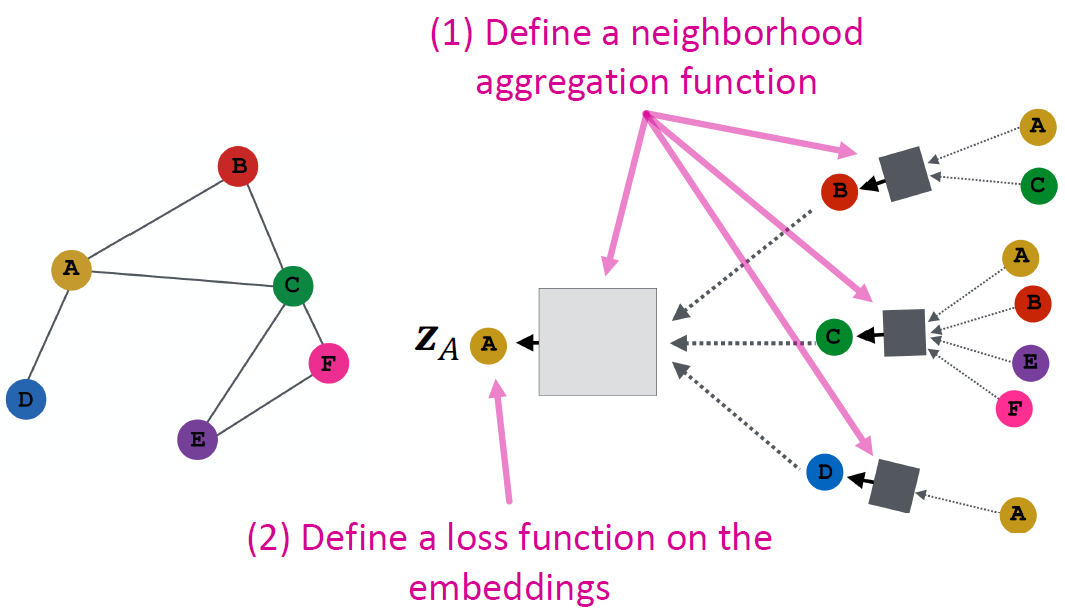 (1) Define a neighborhood
aggregation function
B
A
C
F
D
E
z_A
A
B
C
D
A
C
A
B
E
F
A
(2) Define a loss function on the
embeddings